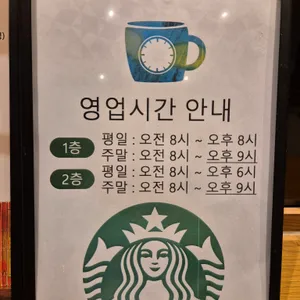 영업시간 안내
1층 평일 : 오전 8시 ~ 오후 8시
주말 : 오전 8시 ~ 오후 9시
2층 평일 : 오전 8시 ~ 오후 6시
주말 : 오전 8시 ~ 오후 9시